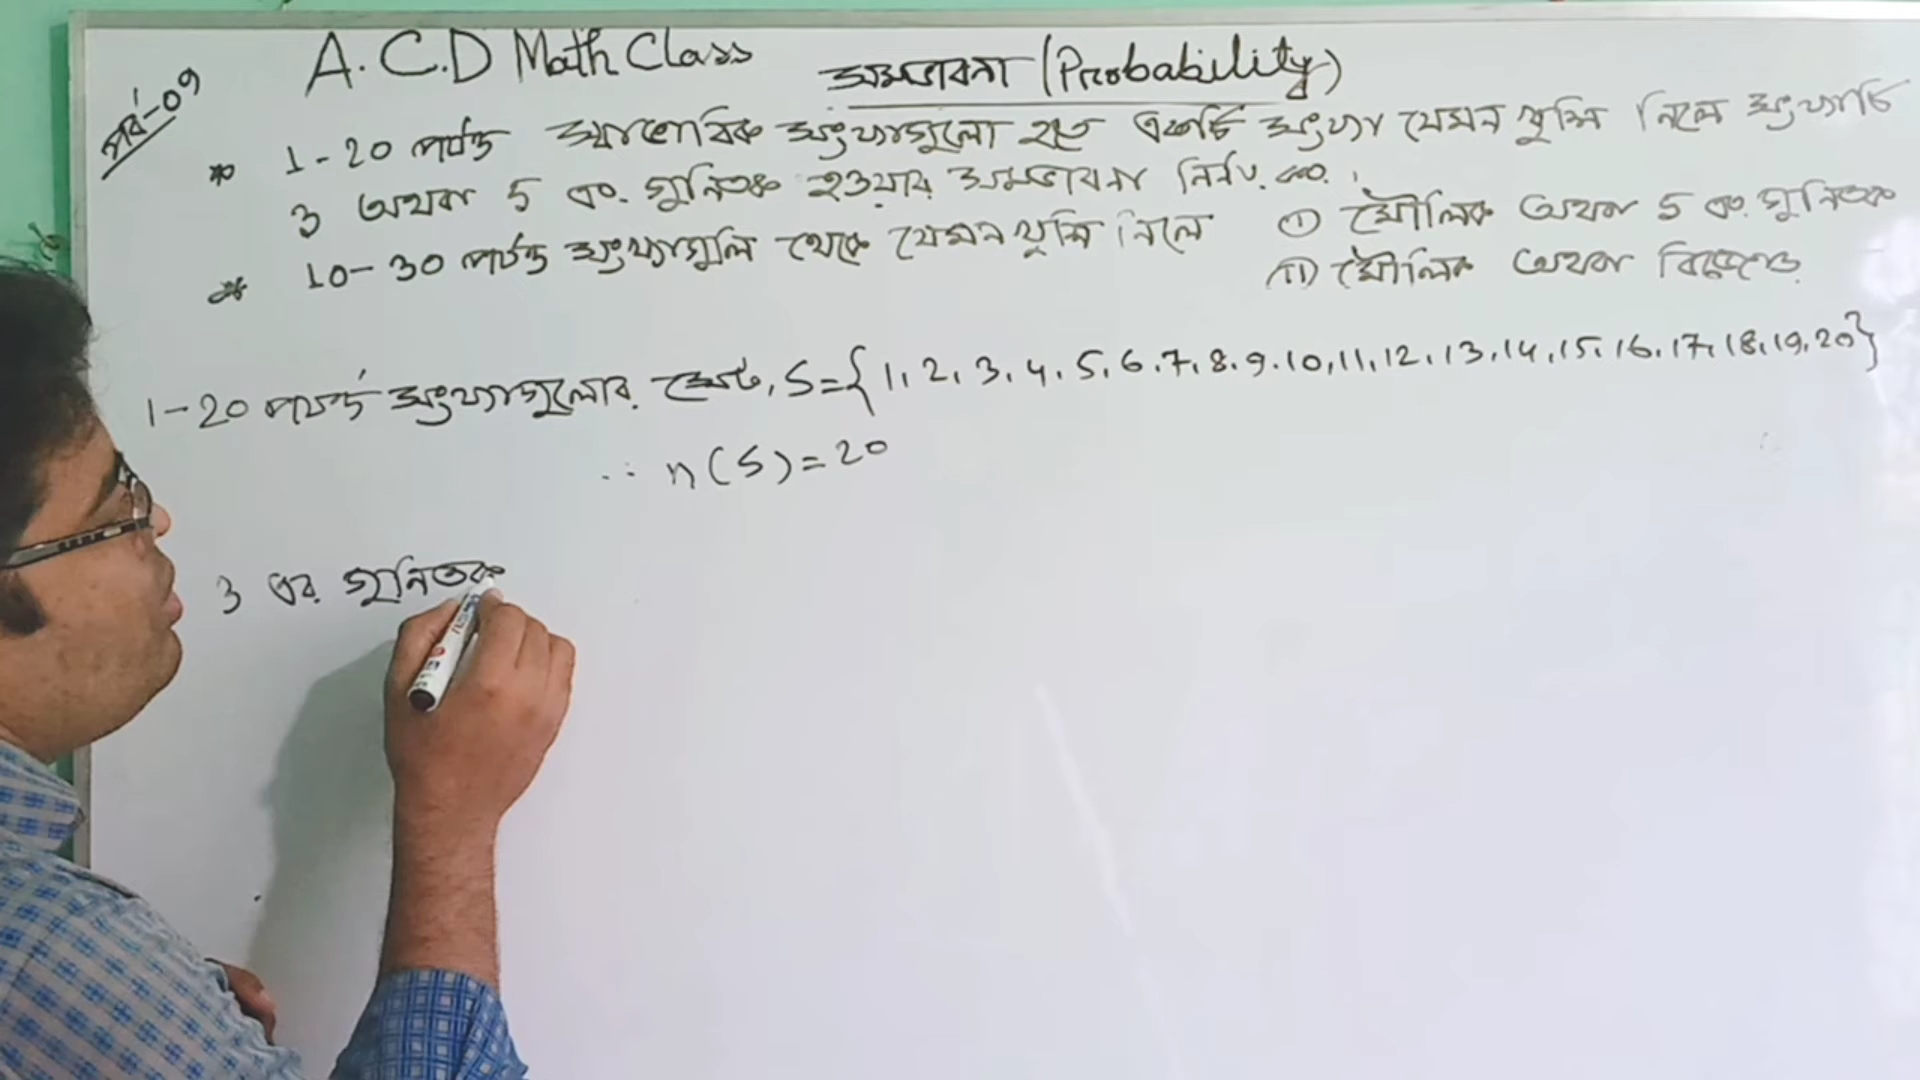 পর্ব-09
A.C.D Math Class
সম্ভাবনা (Probability)
* 1-20 পর্যন্ত স্বাভাবিক সংখ্যাগুলো হতে একটি সংখ্যা যেমন খুশি নিলে সংখ্যাটি
3 অথবা 5 এর গুনিতক হওয়ার সম্ভাবনা নির্নয় কর।
* 10-30 পর্যন্ত সংখ্যাগুলি থেকে যেমন খুশি নিলে (i) মৌলিক অথবা 5 এর গুনিতক
(ii) মৌলিক অথবা বিজোড়
1-20 পর্যন্ত সংখ্যাগুলোর সেট, S={1,2,3,4,5,6,7,8,9,10,11,12,13,14,15,16,17,18,19,20}
∴ n(S)=20
3 এর গুনিতক